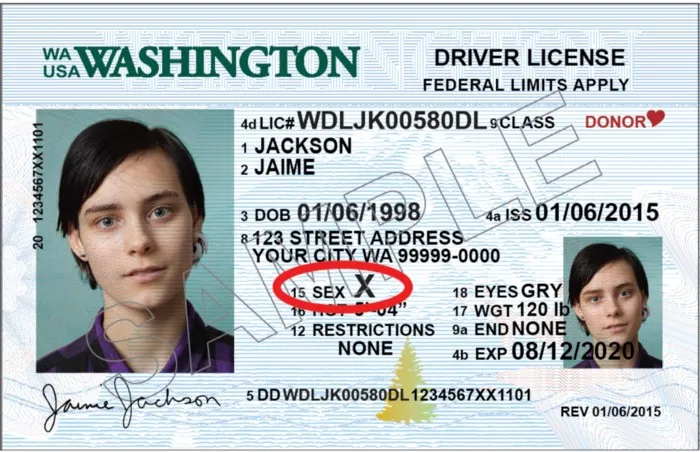 WA
USA WASHINGTON
DRIVER LICENSE
FEDERAL LIMITS APPLY
4d LIC# WDLJK00580DL 9 CLASS
DONOR
1 JACKSON
2 JAIME
3 DOB 01/06/1998
4a ISS 01/06/2015
8 123 STREET ADDRESS
YOUR CITY WA 99999-0000
15 SEX X
18 EYES GRY
16 HGT 5'-04"
17 WGT 120 lb
12 RESTRICTIONS
NONE
9a END NONE
4b EXP 08/12/2020
20 1234567XX1101
Jaime Jackson
5 DD WDLJK00580DL1234567XX1101
REV 01/06/2015
SAMPLE